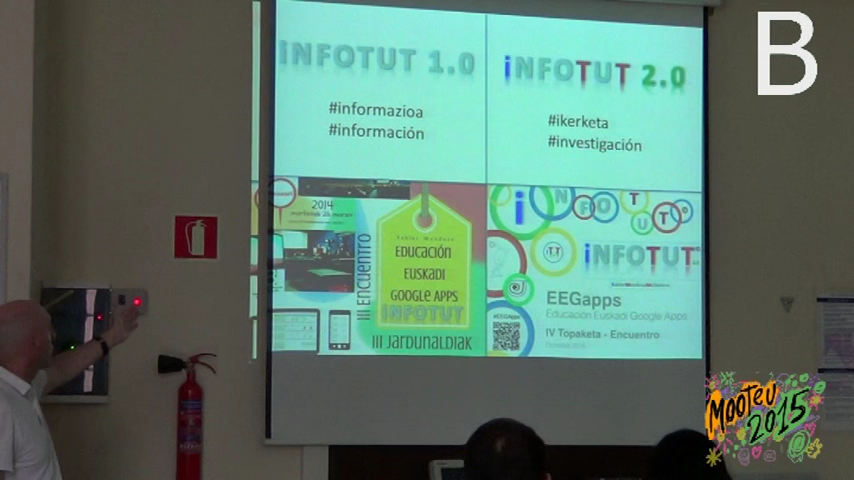 B
iNFOTUT 1.0
#informazioa
#información
iNFOTUT 2.0
#ikerketa
#investigación
2014
III ENCUENTRO
EDUCACIÓN
EUSKADI
GOOGLE APPS
INFOTUT
III JARDUNALDIAK
i N F O T U T
iNFOTUT
EEGapps
Educación Euskadi Google Apps
IV Topaketa - Encuentro
#EEGapps
MOOTEU
2015